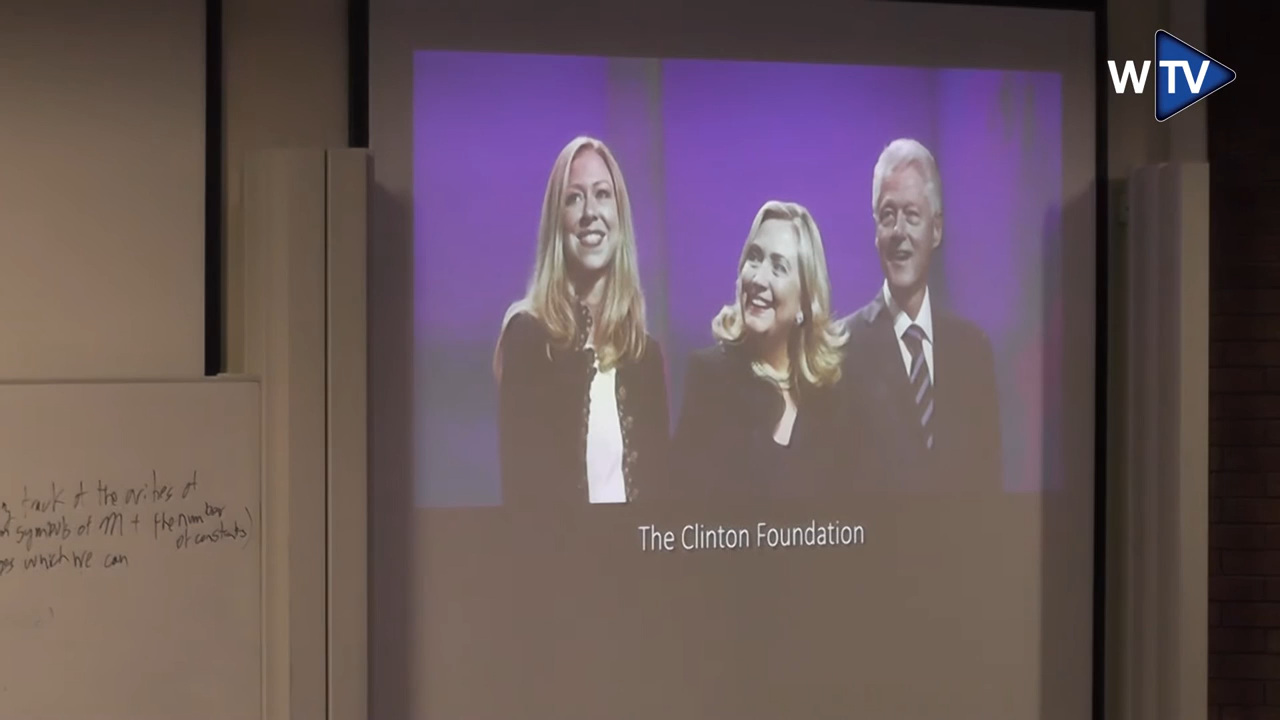 WTV
track of the arities of
symbols of M + (the number
of constants)
which we can
The Clinton Foundation